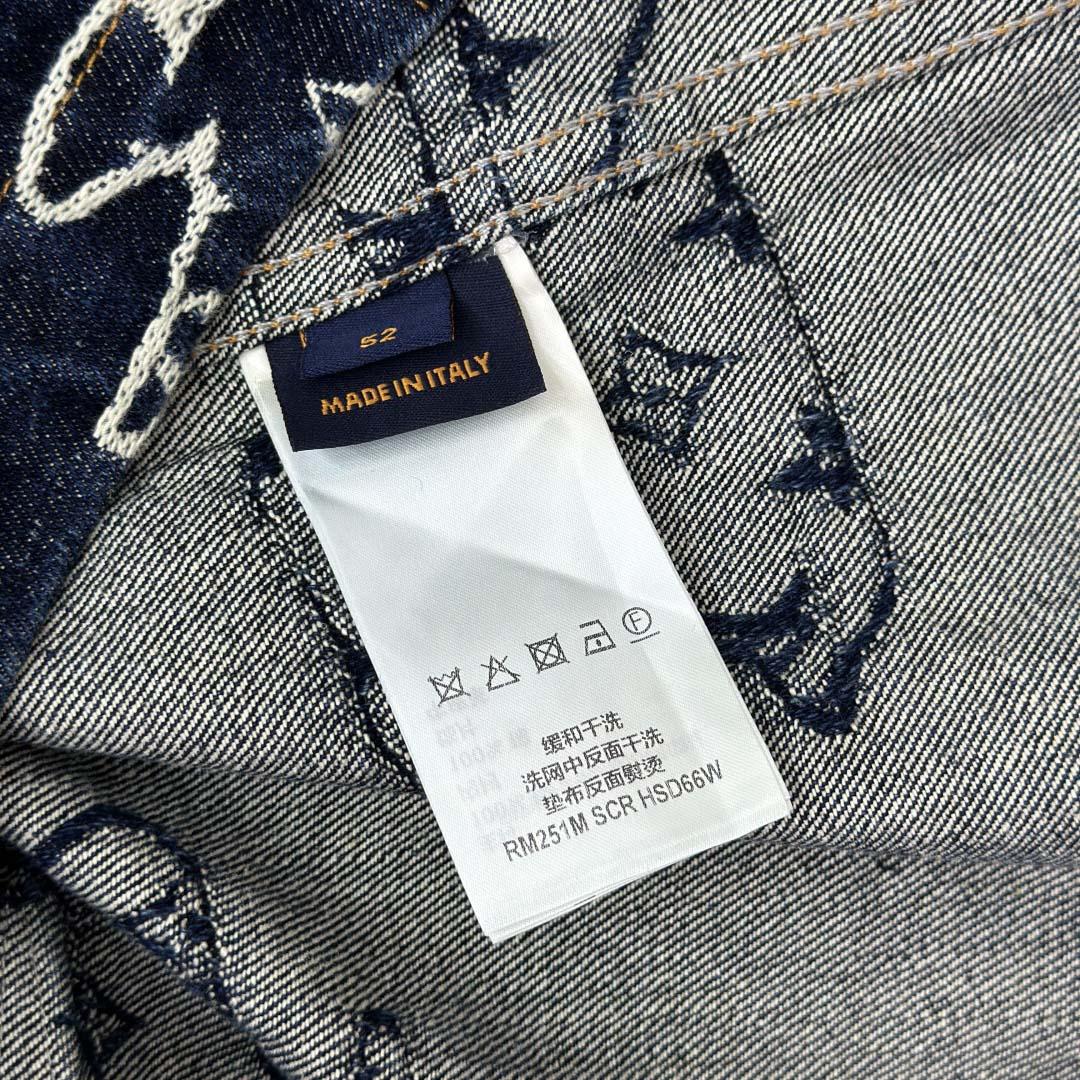 52
MADE IN ITALY
F
缓和干洗
洗网中反面干洗
垫布反面熨烫
RM251M SCR HSD66W